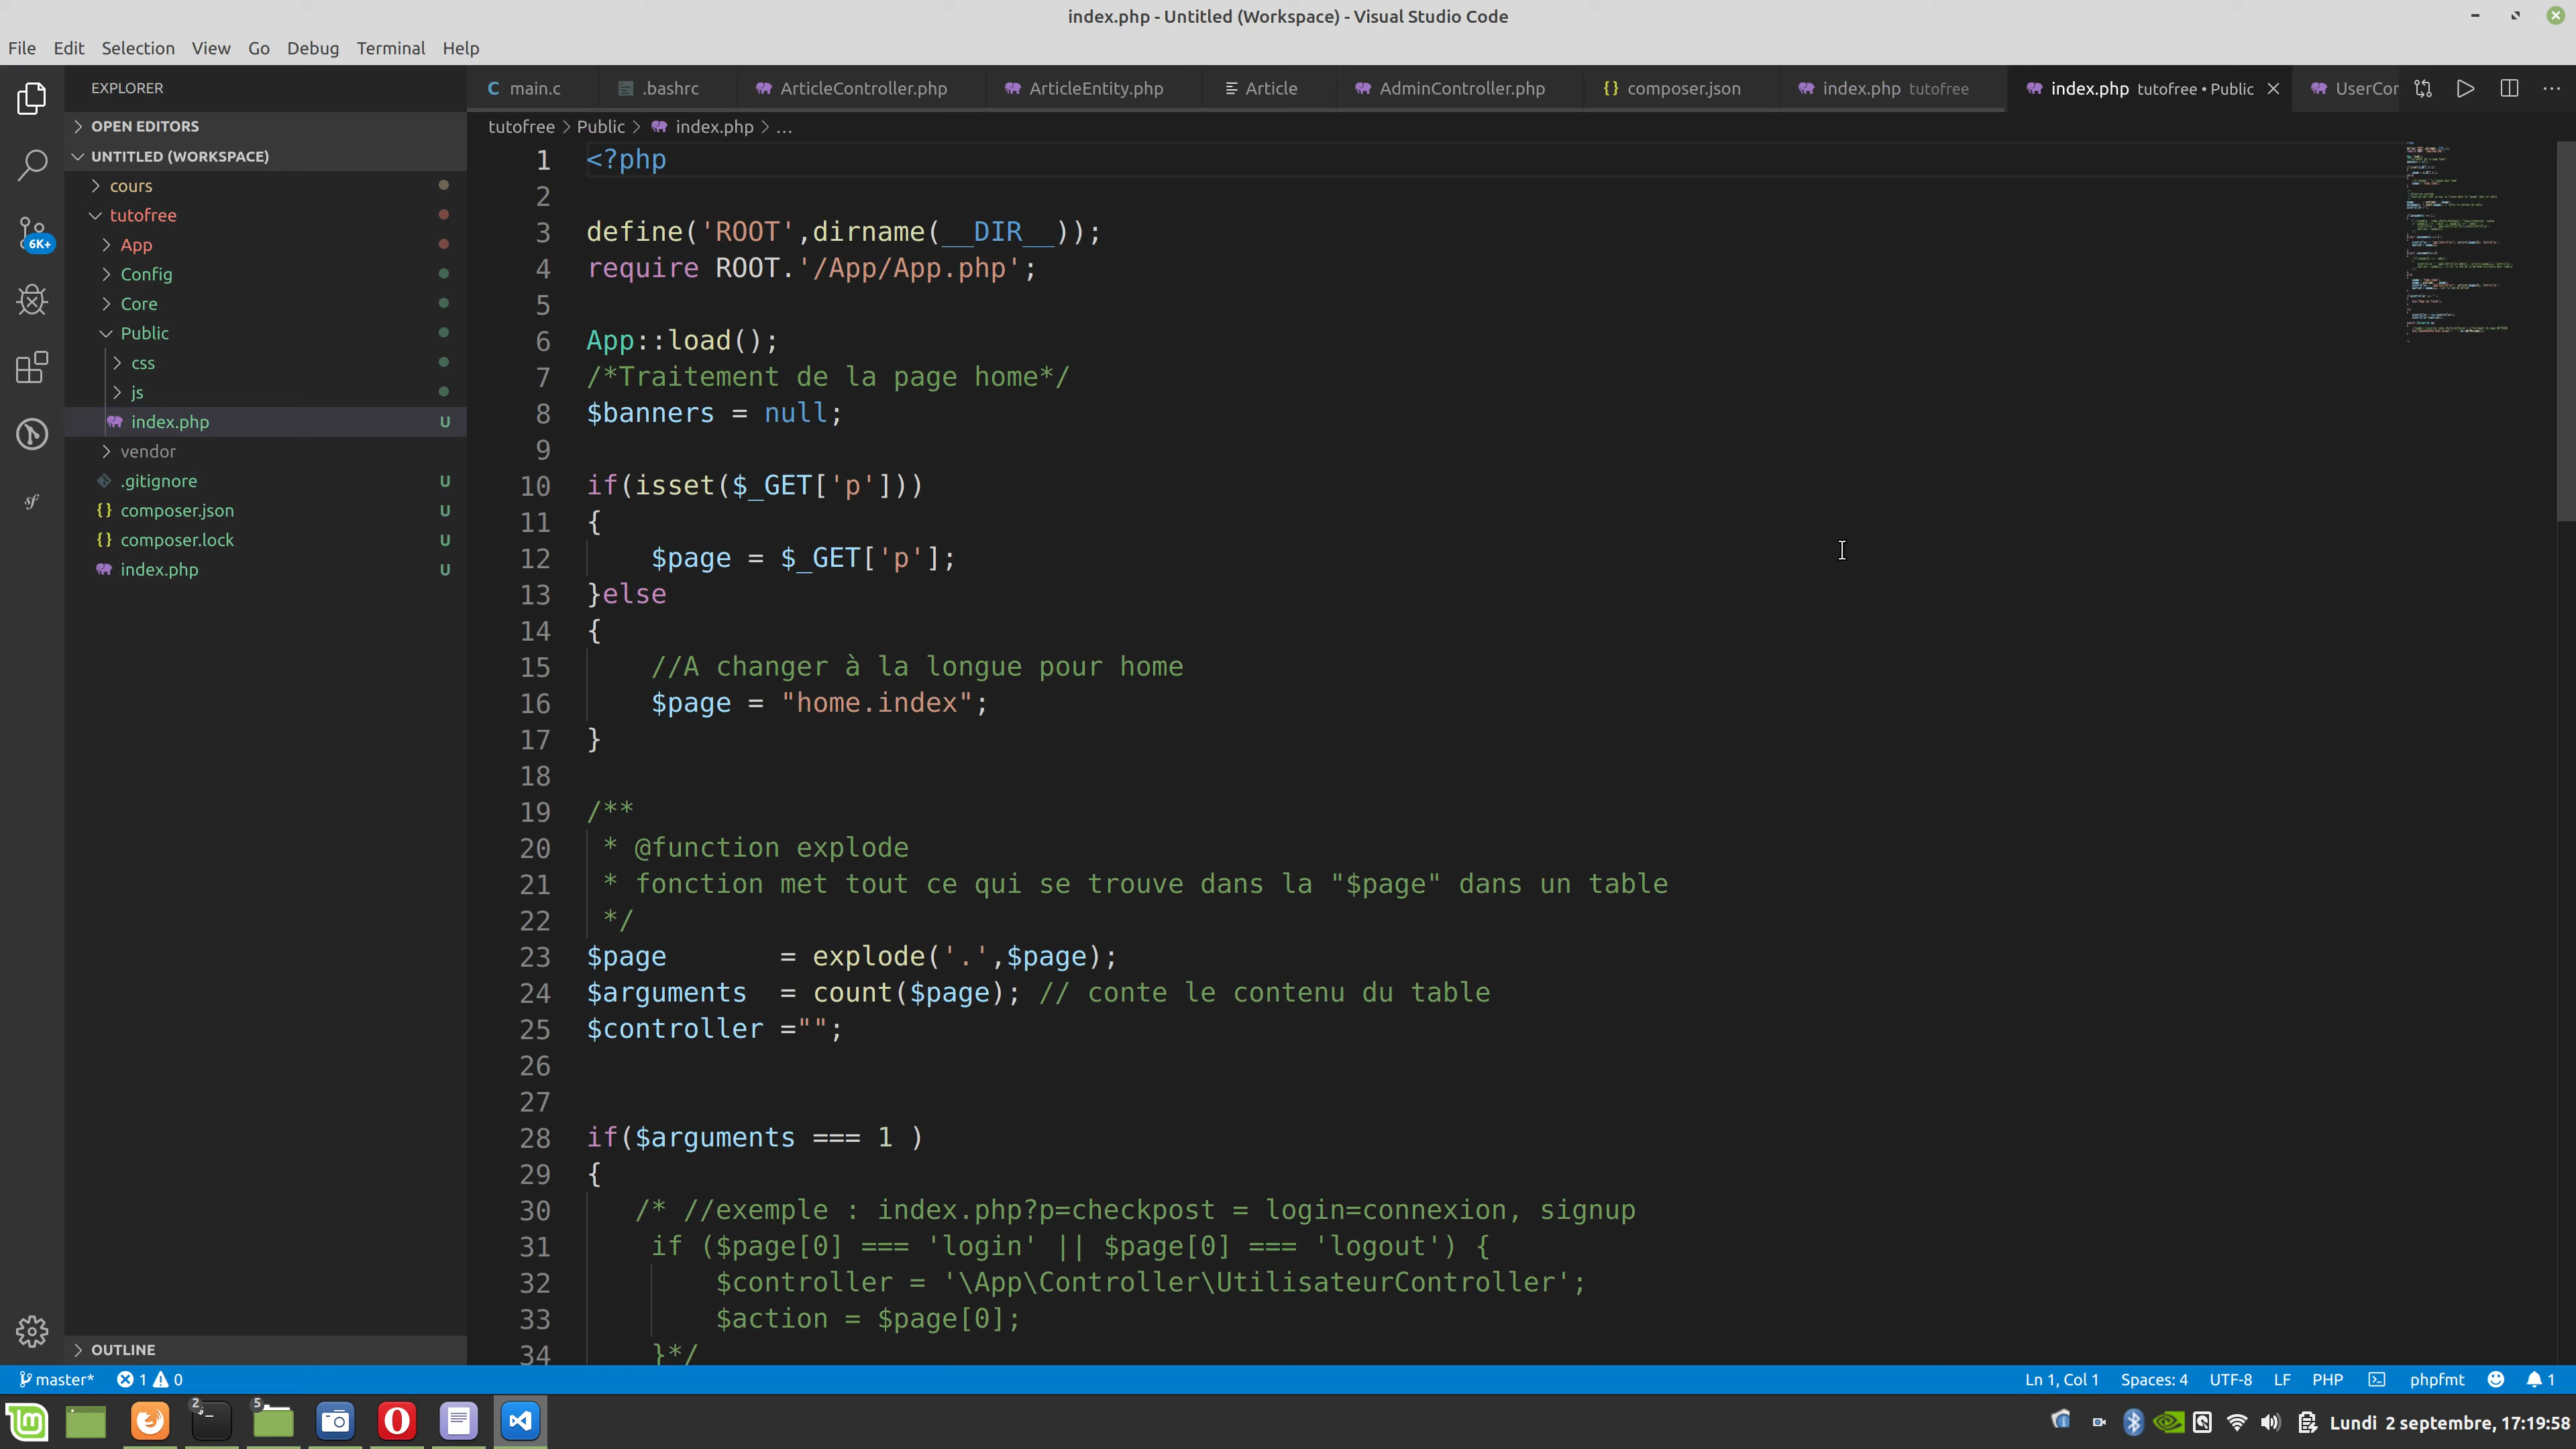 index.php - Untitled (Workspace) - Visual Studio Code
File Edit Selection View Go Debug Terminal Help
EXPLORER
main.c
.bashrc
ArticleController.php
ArticleEntity.php
Article
AdminController.php
composer.json
index.php tutofree
index.php tutofree • Public
UserCor
OPEN EDITORS
UNTITLED (WORKSPACE)
cours
tutofree
App
Config
Core
Public
css
js
index.php U
vendor
.gitignore U
composer.json U
composer.lock U
index.php U
6K+
OUTLINE
tutofree > Public > index.php > ...
1 <?php
2
3 define('ROOT',dirname(__DIR__));
4 require ROOT.'/App/App.php';
5
6 App::load();
7 /*Traitement de la page home*/
8 $banners = null;
9
10 if(isset($_GET['p']))
11 {
12 $page = $_GET['p'];
13 }else
14 {
15 //A changer à la longue pour home
16 $page = "home.index";
17 }
18
19 /**
20 * @function explode
21 * fonction met tout ce qui se trouve dans la "$page" dans un table
22 */
23 $page = explode('.',$page);
24 $arguments = count($page); // conte le contenu du table
25 $controller ="";
26
27
28 if($arguments === 1 )
29 {
30 /* //exemple : index.php?p=checkpost = login=connexion, signup
31 if ($page[0] === 'login' || $page[0] === 'logout') {
32 $controller = '\App\Controller\UtilisateurController';
33 $action = $page[0];
34 }*/
master* 1 0
Ln 1, Col 1 Spaces: 4 UTF-8 LF PHP phpfmt 1
2 5
Lundi 2 septembre, 17:19:58